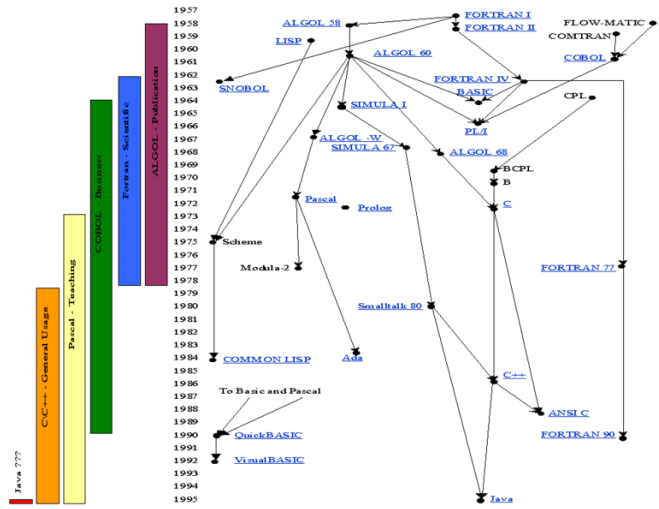 1957
FORTRAN I
1958
ALGOL 58
FORTRAN II
FLOW-MATIC
1959
LISP
COMTRAN
1960
ALGOL 60
1961
COBOL
1962
FORTRAN IV
1963
SNOBOL
BASIC
1964
CPL
1965
SIMULA I
1966
PL/I
1967
ALGOL -W
1968
SIMULA 67
ALGOL 68
1969
BCPL
1970
B
1971
Pascal
1972
Prolog
C
1973
1974
1975
Scheme
1976
1977
Modula-2
FORTRAN 77
1978
1979
1980
Smalltalk 80
1981
1982
1983
1984
COMMON LISP
Ada
1985
C++
1986
1987
To Basic and Pascal
1988
ANSI C
1989
1990
QuickBASIC
FORTRAN 90
1991
1992
VisualBASIC
1993
1994
1995
Java
Java ???
C\C++ - General Usage
Pascal - Teaching
COBOL - Business
Fortran - Scientific
ALGOL - Publication